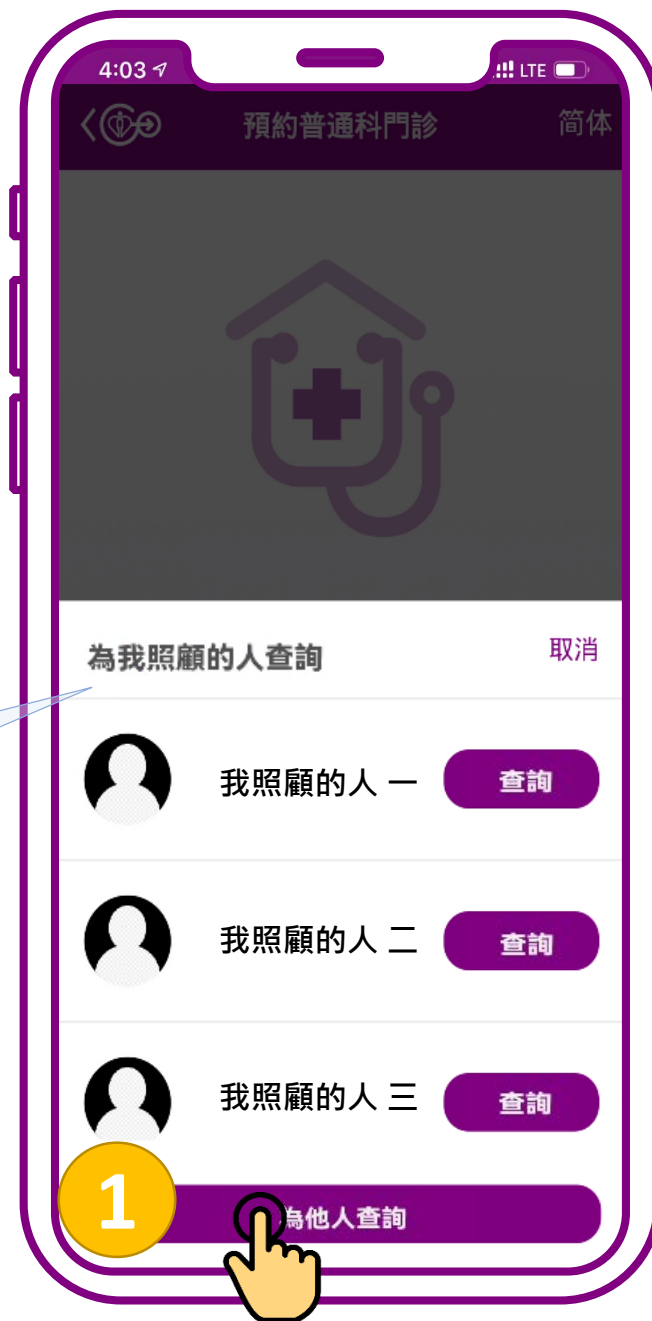 4:03 LTE
預約普通科門診 简体
為我照顧的人查詢 取消
我照顧的人 一 查詢
我照顧的人 二 查詢
我照顧的人 三 查詢
1 為他人查詢